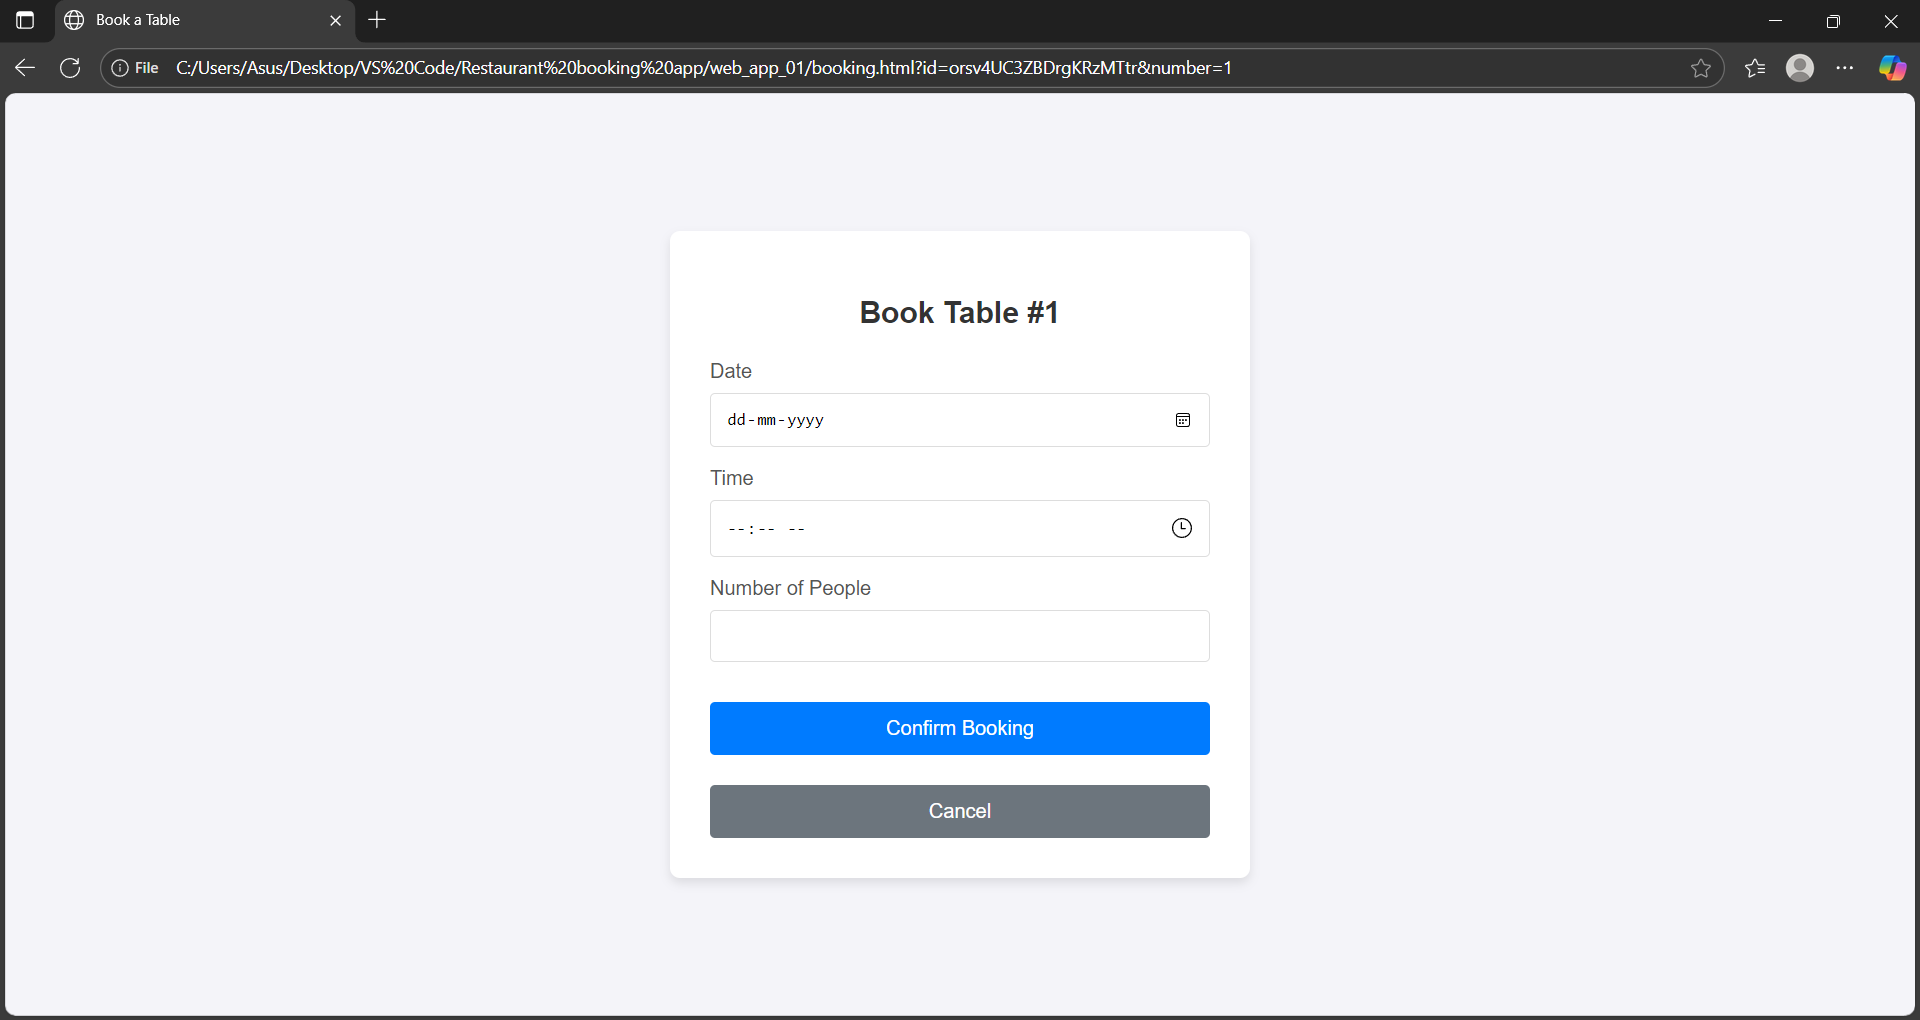 Book a Table
File C:/Users/Asus/Desktop/VS%20Code/Restaurant%20booking%20app/web_app_01/booking.html?id=orsv4UC3ZBDrgKRzMTtr&number=1
Book Table #1
Date
dd-mm-yyyy
Time
--:-- --
Number of People
Confirm Booking
Cancel